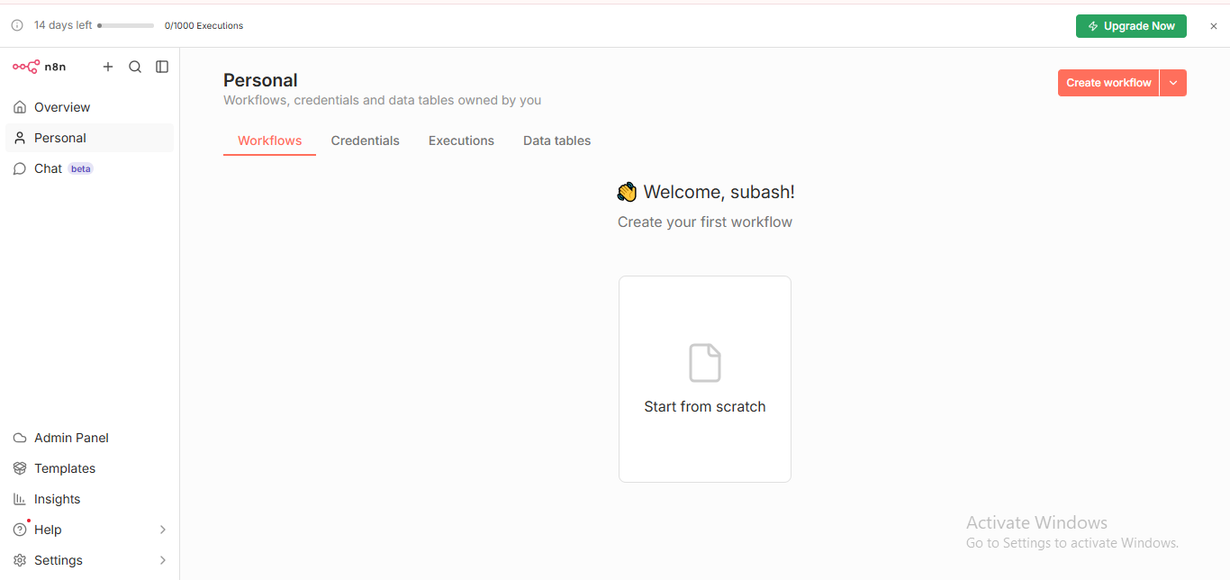 14 days left 0/1000 Executions Upgrade Now
n8n
Overview
Personal
Chat beta
Personal
Create workflow
Workflows, credentials and data tables owned by you
Workflows Credentials Executions Data tables
👋 Welcome, subash!
Create your first workflow
Start from scratch
Admin Panel
Templates
Insights
Help
Settings
Activate Windows
Go to Settings to activate Windows.